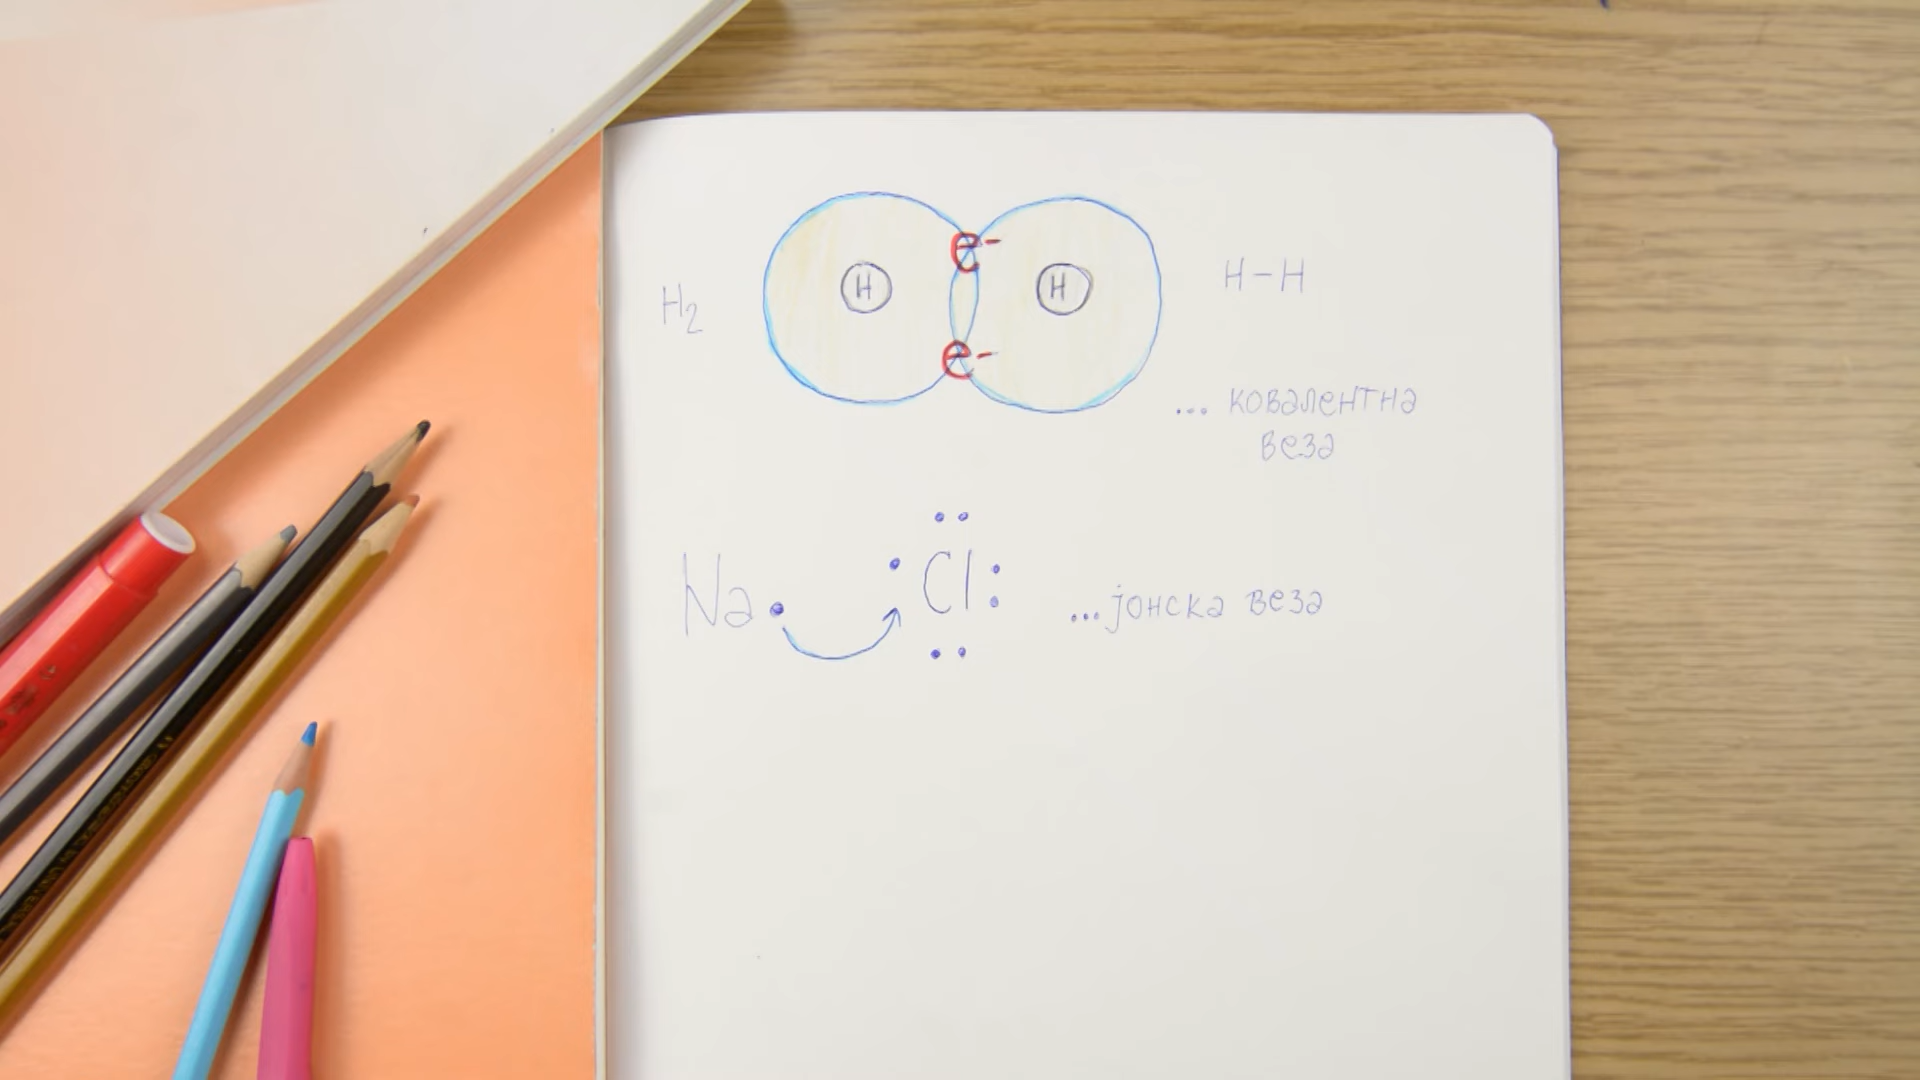 H₂
H
e⁻
e⁻
H
H–H
... ковалентна
веза
Na
Cl
...јонска веза